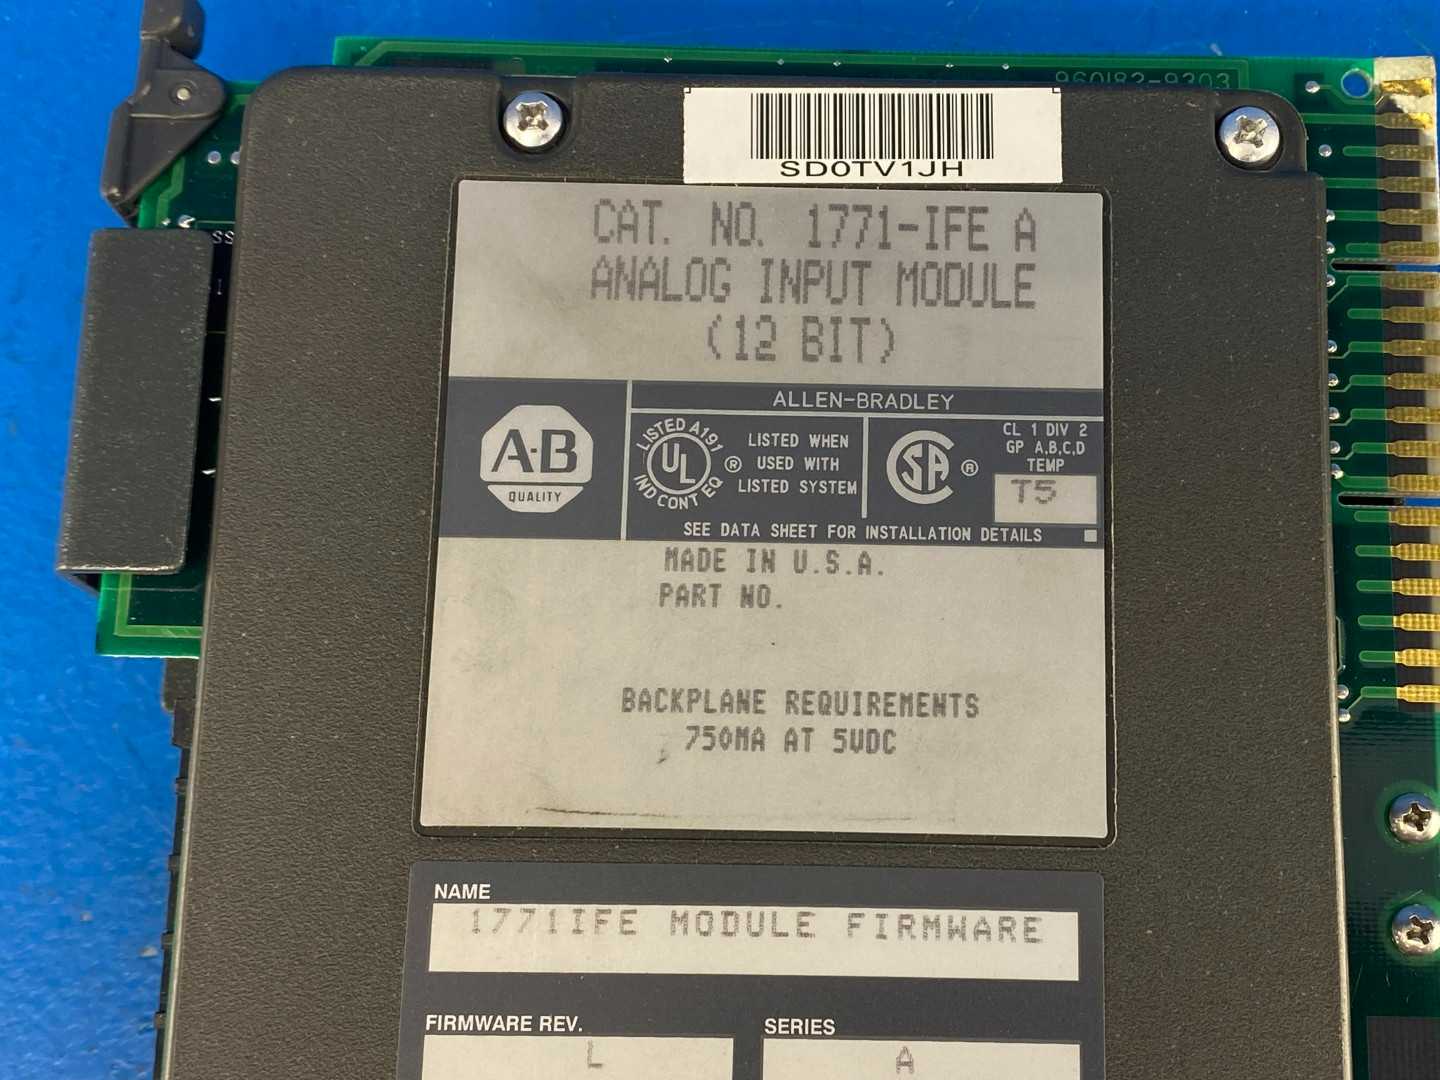 960182-9303
SD0TV1JH
SS
CAT. NO. 1771-IFE A
ANALOG INPUT MODULE
(12 BIT)
ALLEN-BRADLEY
A·B
QUALITY
LISTED A191
UL
IND CONT EQ
®
LISTED WHEN
USED WITH
LISTED SYSTEM
SA
®
CL 1 DIV 2
GP A,B,C,D
TEMP
T5
SEE DATA SHEET FOR INSTALLATION DETAILS
MADE IN U.S.A.
PART NO.
BACKPLANE REQUIREMENTS
750MA AT 5VDC
NAME
1771IFE MODULE FIRMWARE
FIRMWARE REV.
L
SERIES
A